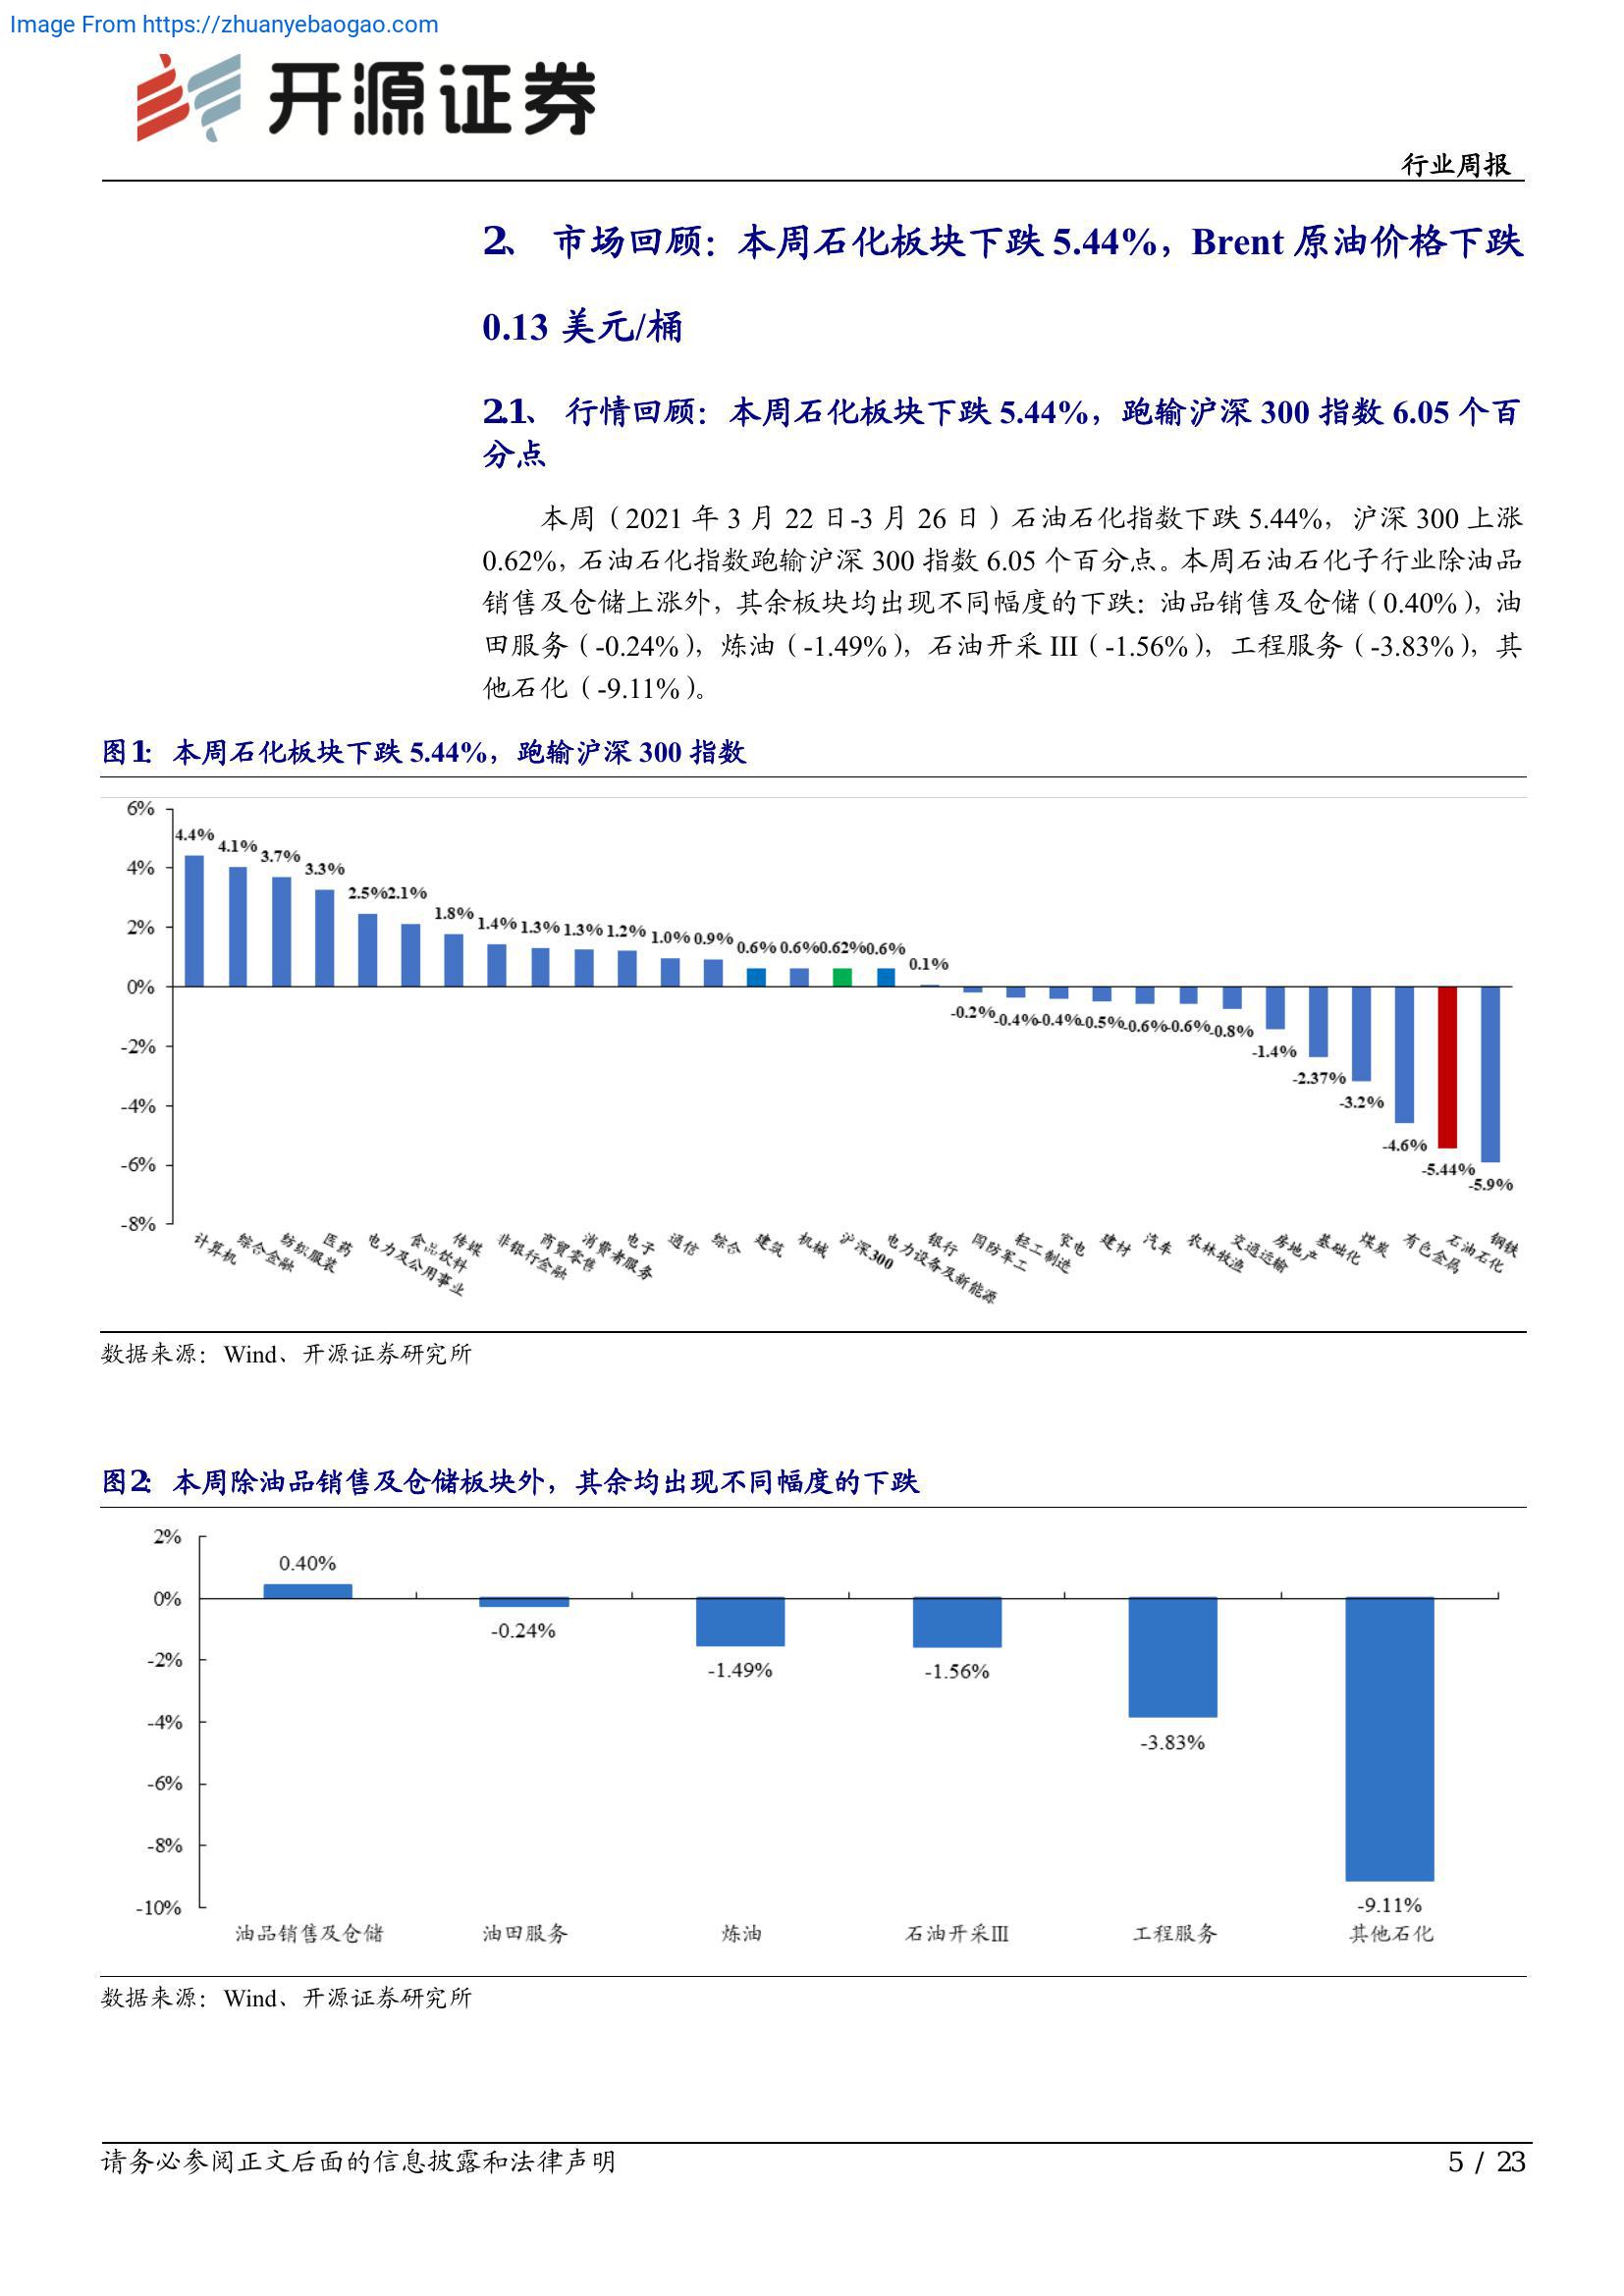 Image From https://zhuanyebaogao.com
开源证券
行业周报
2、 市场回顾：本周石化板块下跌 5.44%，Brent 原油价格下跌
0.13 美元/桶
2.1、 行情回顾：本周石化板块下跌 5.44%，跑输沪深 300 指数 6.05 个百
分点
本周（2021 年 3 月 22 日-3 月 26 日）石油石化指数下跌 5.44%，沪深 300 上涨
0.62%，石油石化指数跑输沪深 300 指数 6.05 个百分点。本周石油石化子行业除油品
销售及仓储上涨外，其余板块均出现不同幅度的下跌：油品销售及仓储（0.40%），油
田服务（-0.24%），炼油（-1.49%），石油开采 III（-1.56%），工程服务（-3.83%），其
他石化（-9.11%）。
图1： 本周石化板块下跌 5.44%，跑输沪深 300 指数
6%
4%
2%
0%
-2%
-4%
-6%
-8%
4.4% 4.1% 3.7% 3.3% 2.5% 2.1% 1.8% 1.4% 1.3% 1.3% 1.2% 1.0% 0.9% 0.6% 0.6% 0.62% 0.6% 0.1%
-0.2% -0.4% -0.4% -0.5% -0.6% -0.6% -0.8% -1.4% -2.37% -3.2% -4.6% -5.44% -5.9%
计算机 综合金融 纺织服装 医药 电力及公用事业 食品饮料 传媒 非银行金融 商贸零售 消费者服务 电子 通信 综合 建筑 机械 沪深300 电力设备及新能源 银行 国防军工 轻工制造 家电 建材 汽车 农林牧渔 交通运输 房地产 基础化 煤炭 有色金属 石油石化 钢铁
数据来源：Wind、开源证券研究所
图2： 本周除油品销售及仓储板块外，其余均出现不同幅度的下跌
2%
0%
-2%
-4%
-6%
-8%
-10%
0.40% -0.24% -1.49% -1.56% -3.83% -9.11%
油品销售及仓储 油田服务 炼油 石油开采Ⅲ 工程服务 其他石化
数据来源：Wind、开源证券研究所
请务必参阅正文后面的信息披露和法律声明
5 / 23